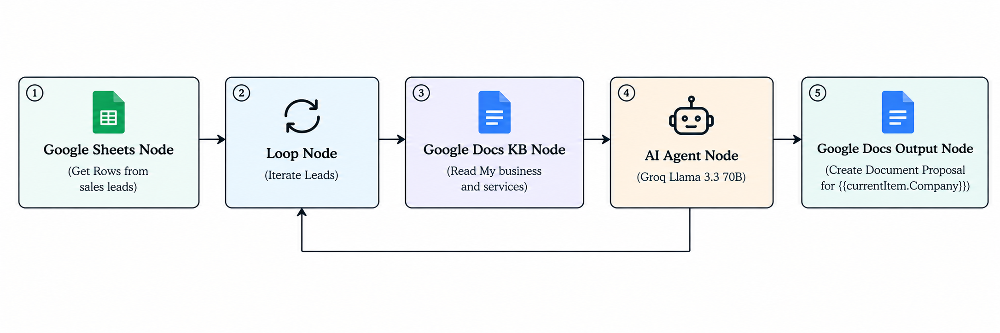 1
Google Sheets Node
(Get Rows from
sales leads)
2
Loop Node
(Iterate Leads)
3
Google Docs KB Node
(Read My business
and services)
4
AI Agent Node
(Groq Llama 3.3 70B)
5
Google Docs Output Node
(Create Document Proposal
for {{currentItem.Company}})